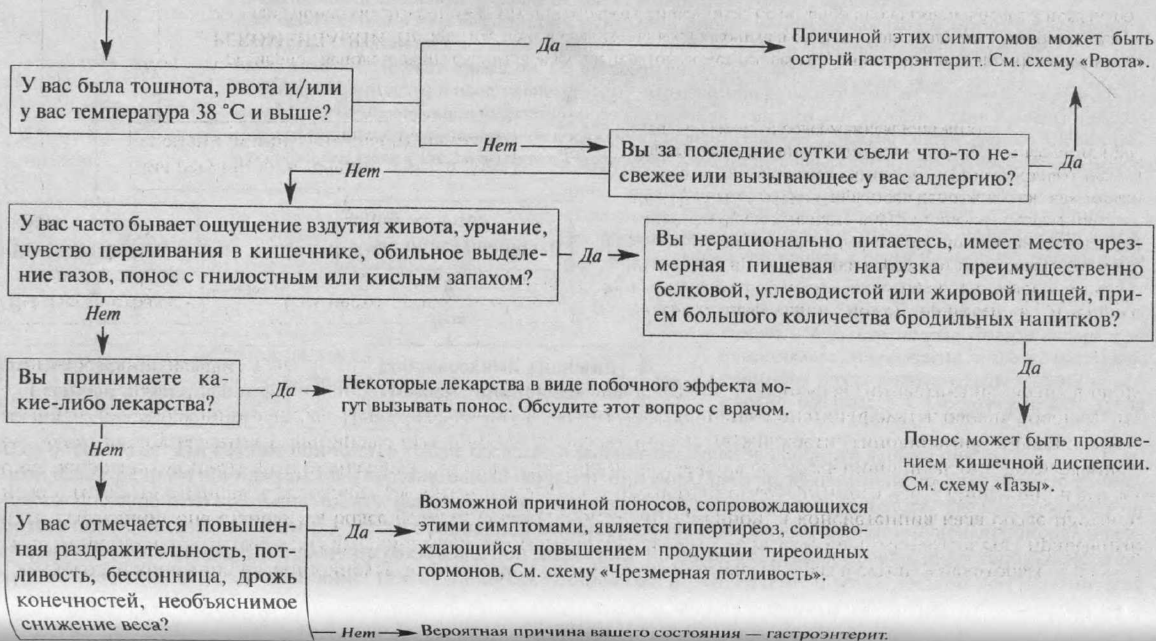 Да
Причиной этих симптомов может быть
острый гастроэнтерит. См. схему «Рвота».
У вас была тошнота, рвота и/или
у вас температура 38 °С и выше?
Нет
Вы за последние сутки съели что-то не-
свежее или вызывающее у вас аллергию?
Да
Нет
У вас часто бывает ощущение вздутия живота, урчание,
чувство переливания в кишечнике, обильное выделе-
ние газов, понос с гнилостным или кислым запахом?
Да
Вы нерационально питаетесь, имеет место чрез-
мерная пищевая нагрузка преимущественно
белковой, углеводистой или жировой пищей, при-
ем большого количества бродильных напитков?
Нет
Да
Вы принимаете ка-
кие-либо лекарства?
Да
Некоторые лекарства в виде побочного эффекта мо-
гут вызывать понос. Обсудите этот вопрос с врачом.
Понос может быть проявле-
нием кишечной диспепсии.
См. схему «Газы».
Нет
У вас отмечается повышен-
ная раздражительность, пот-
ливость, бессонница, дрожь
конечностей, необъяснимое
снижение веса?
Да
Возможной причиной поносов, сопровождающихся
этими симптомами, является гипертиреоз, сопрово-
ждающийся повышением продукции тиреоидных
гормонов. См. схему «Чрезмерная потливость».
Нет
Вероятная причина вашего состояния — гастроэнтерит.